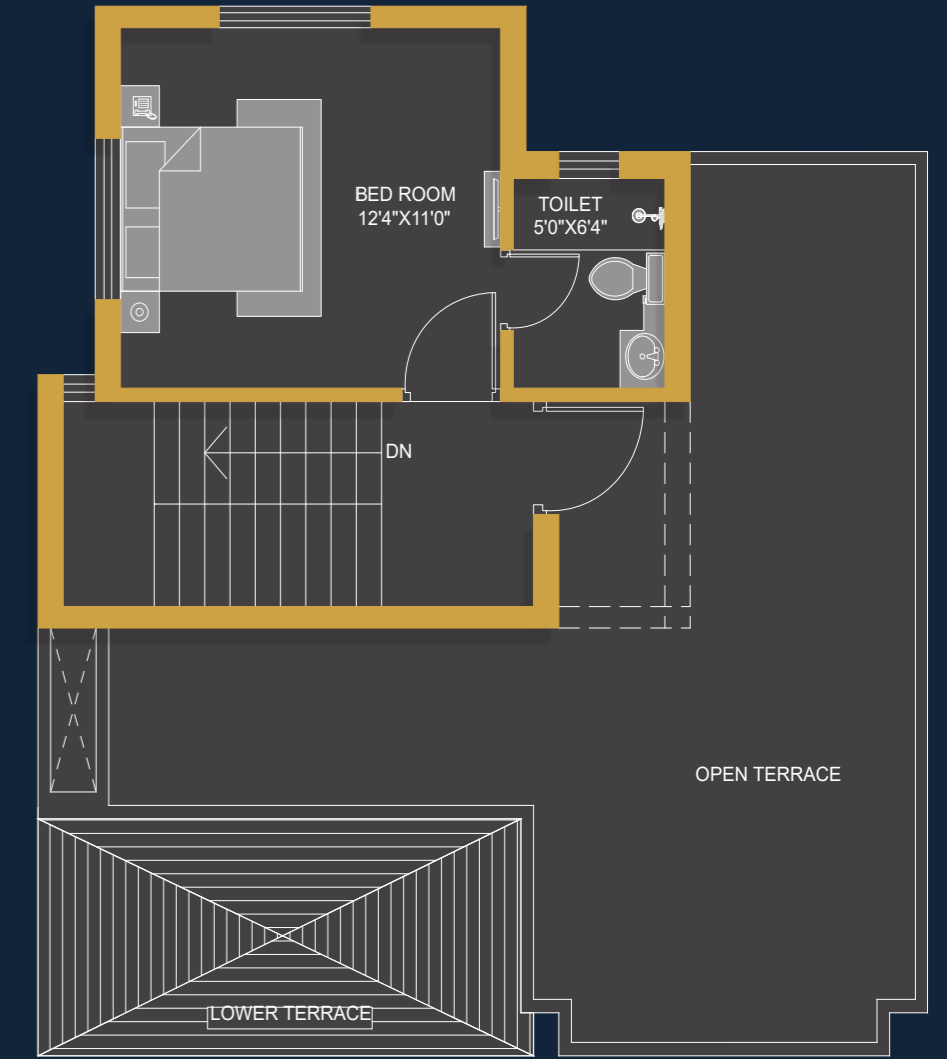 BED ROOM
12'4"X11'0"
TOILET
5'0"X6'4"
DN
OPEN TERRACE
LOWER TERRACE